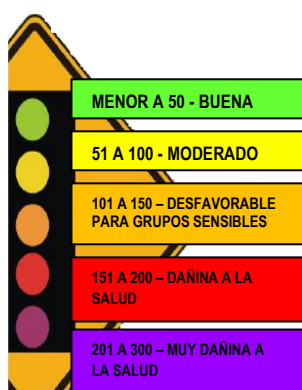 MENOR A 50 - BUENA
51 A 100 - MODERADO
101 A 150 – DESFAVORABLE
PARA GRUPOS SENSIBLES
151 A 200 – DAÑINA A LA
SALUD
201 A 300 – MUY DAÑINA A
LA SALUD